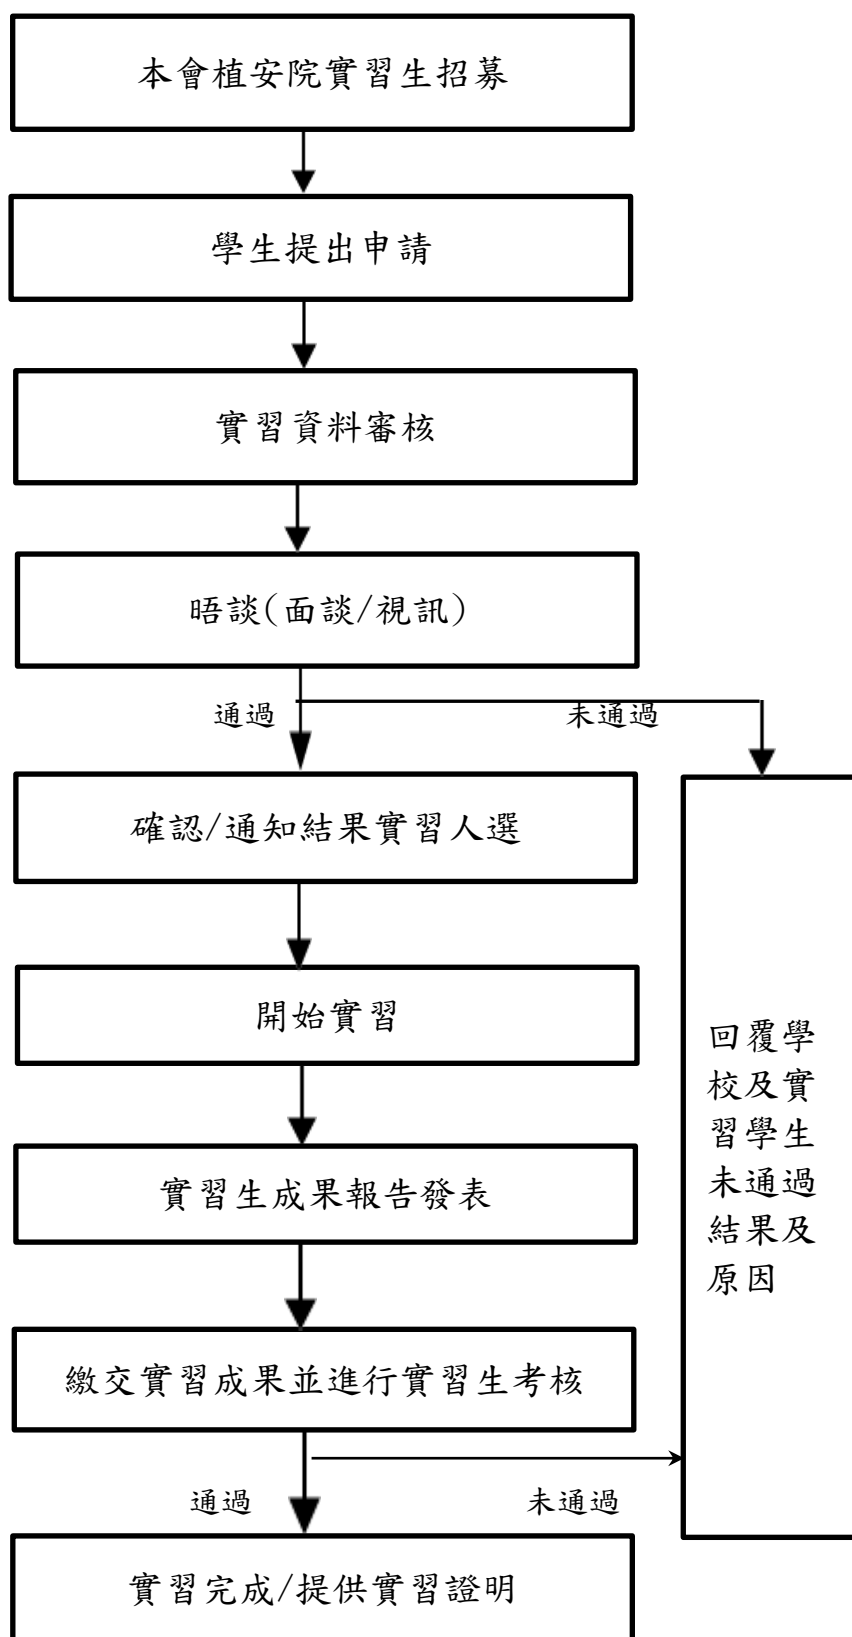 本會植安院實習生招募
學生提出申請
實習資料審核
晤談(面談/視訊)
通過
未通過
確認/通知結果實習人選
開始實習
實習生成果報告發表
回覆學
校及實
習學生
未通過
結果及
原因
繳交實習成果並進行實習生考核
通過
未通過
實習完成/提供實習證明